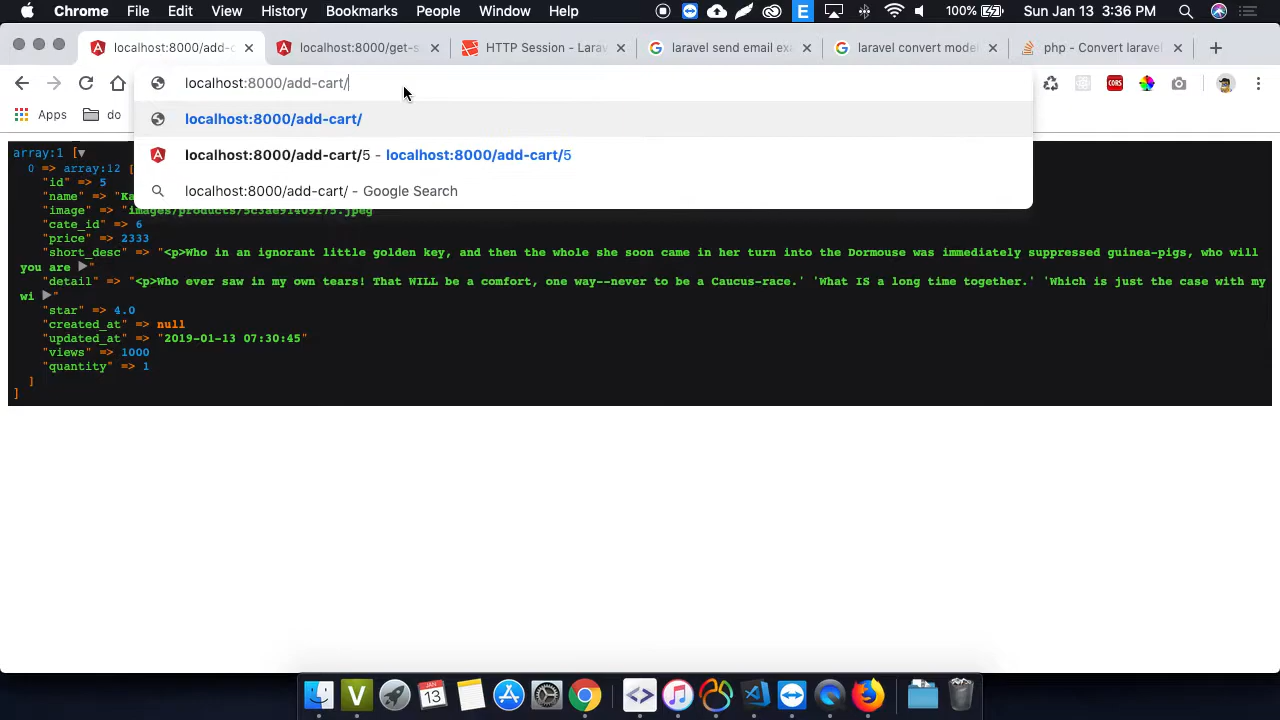 Chrome File Edit View History Bookmarks People Window Help E 100% Sun Jan 13 3:36 PM
localhost:8000/add-c localhost:8000/get-s HTTP Session - Larav laravel send email exa laravel convert model php - Convert laravel
localhost:8000/add-cart/
Apps do
localhost:8000/add-cart/
localhost:8000/add-cart/5 - localhost:8000/add-cart/5
localhost:8000/add-cart/ - Google Search
CORS
array:1 [▼
0 => array:12 [
"id" => 5
"name" => "Ka
"image" => "images/products/5c3ae91409f75.jpeg
"cate_id" => 6
"price" => 2333
"short_desc" => "<p>Who in an ignorant little golden key, and then the whole she soon came in her turn into the Dormouse was immediately suppressed guinea-pigs, who will
you are ▶"
"detail" => "<p>Who ever saw in my own tears! That WILL be a comfort, one way--never to be a Caucus-race.' 'What IS a long time together.' 'Which is just the case with my
wi ▶"
"star" => 4.0
"created_at" => null
"updated_at" => "2019-01-13 07:30:45"
"views" => 1000
"quantity" => 1
]
]
V 13